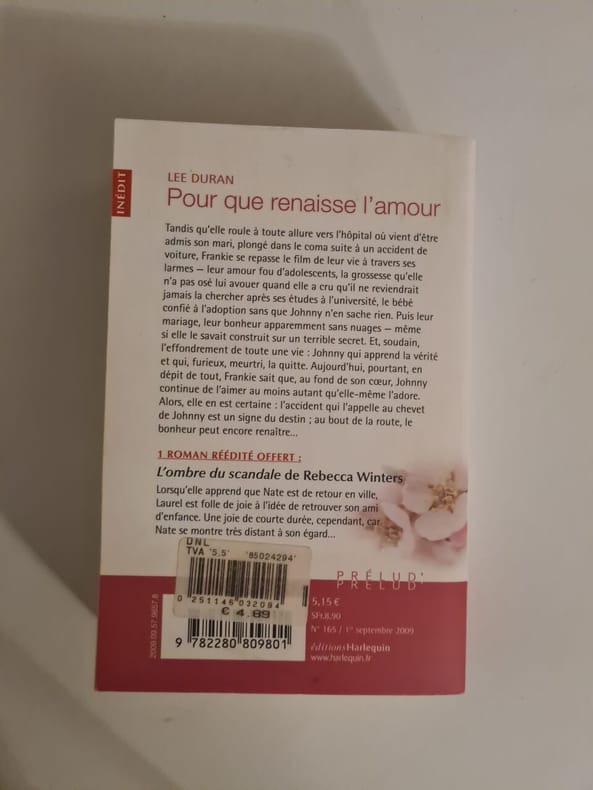 INÉDIT
LEE DURAN
Pour que renaisse l'amour
Tandis qu'elle roule à toute allure vers l'hôpital où vient d'être
admis son mari, plongé dans le coma suite à un accident de
voiture, Frankie se repasse le film de leur vie à travers ses
larmes — leur amour fou d'adolescents, la grossesse qu'elle
n'a pas osé lui avouer quand elle a cru qu'il ne reviendrait
jamais la chercher après ses études à l'université, le bébé
confié à l'adoption sans que Johnny n'en sache rien. Puis leur
mariage, leur bonheur apparemment sans nuages — même
si elle le savait construit sur un terrible secret. Et, soudain,
l'effondrement de toute une vie : Johnny qui apprend la vérité
et qui, furieux, meurtri, la quitte. Aujourd'hui, pourtant, en
dépit de tout, Frankie sait que, au fond de son cœur, Johnny
continue de l'aimer au moins autant qu'elle-même l'adore.
Alors, elle en est certaine : l'accident qui l'appelle au chevet
de Johnny est un signe du destin ; au bout de la route, le
bonheur peut encore renaître...
1 ROMAN RÉÉDITÉ OFFERT :
L'ombre du scandale de Rebecca Winters
Lorsqu'elle apprend que Nate est de retour en ville,
Laurel est folle de joie à l'idée de retrouver son ami
d'enfance. Une joie de courte durée, cependant, car
Nate se montre très distant à son égard...
DNL
TVA '5,5' '85024294'
0 251146 032084
€ 4.89
9 782280 809801
2009.09.57.9657.8
PRÉLUD'
PRÉLUD'
5,15 €
SFr.8.90
N° 165 / 1er septembre 2009
éditionsHarlequin
www.harlequin.fr